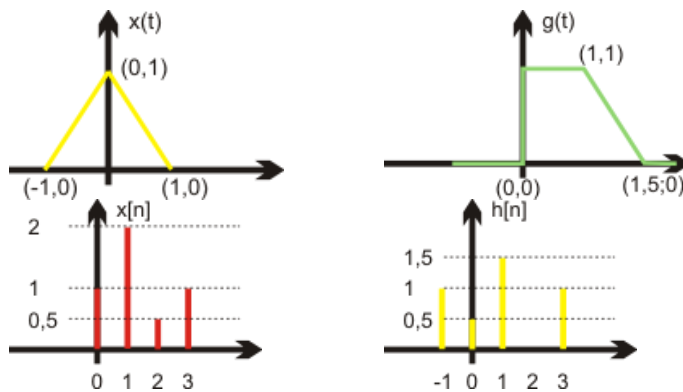 x(t)
(0,1)
(-1,0) (1,0)
g(t)
(1,1)
(0,0) (1,5;0)
x[n]
2
1
0,5
0 1 2 3
h[n]
1,5
1
0,5
-1 0 1 2 3